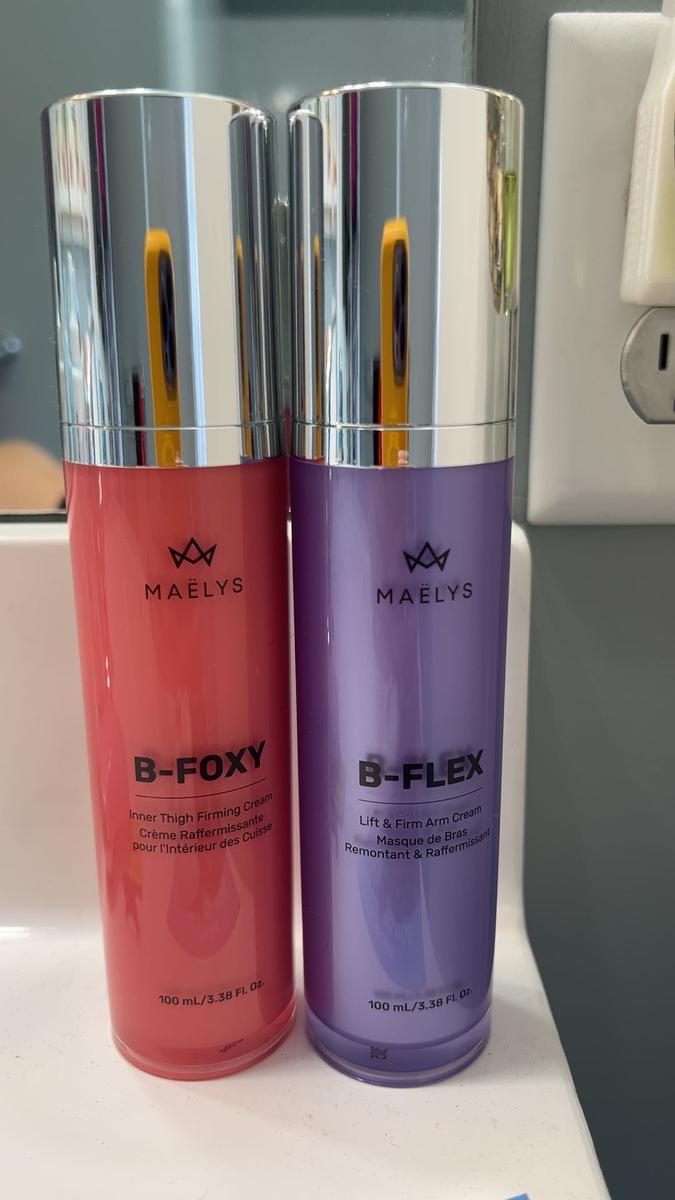 MAËLYS
B-FOXY
Inner Thigh Firming Cream
Crème Raffermissante
pour l'Intérieur des Cuisse
100 mL/3.38 Fl. Oz.
MAËLYS
B-FLEX
Lift & Firm Arm Cream
Masque de Bras
Remontant & Raffermissant
100 mL/3.38 Fl. Oz.